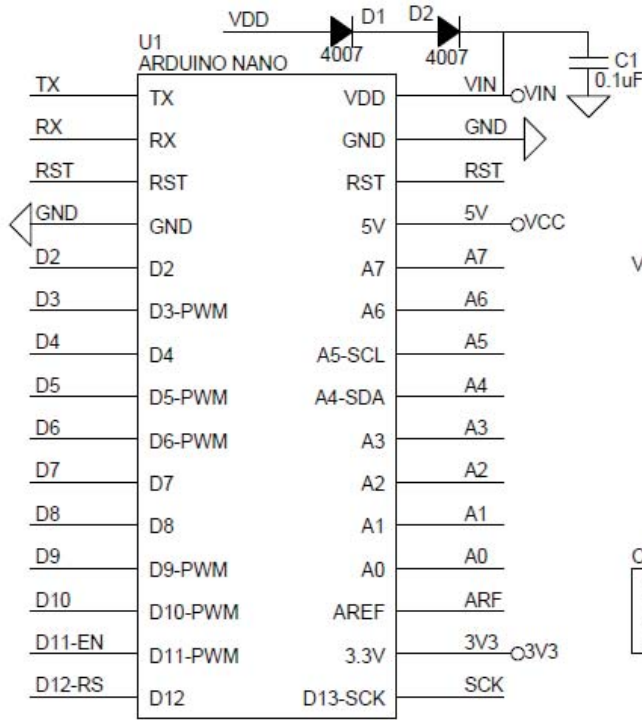 VDD D1 D2
4007 4007
U1
ARDUINO NANO
C1
0.1uF
TX TX VDD VIN VIN
RX RX GND GND
RST RST RST RST
GND GND 5V 5V VCC
D2 D2 A7 A7
D3 D3-PWM A6 A6
D4 D4 A5-SCL A5
D5 D5-PWM A4-SDA A4
D6 D6-PWM A3 A3
D7 D7 A2 A2
D8 D8 A1 A1
D9 D9-PWM A0 A0
D10 D10-PWM AREF ARF
D11-EN D11-PWM 3.3V 3V3 3V3
D12-RS D12 D13-SCK SCK